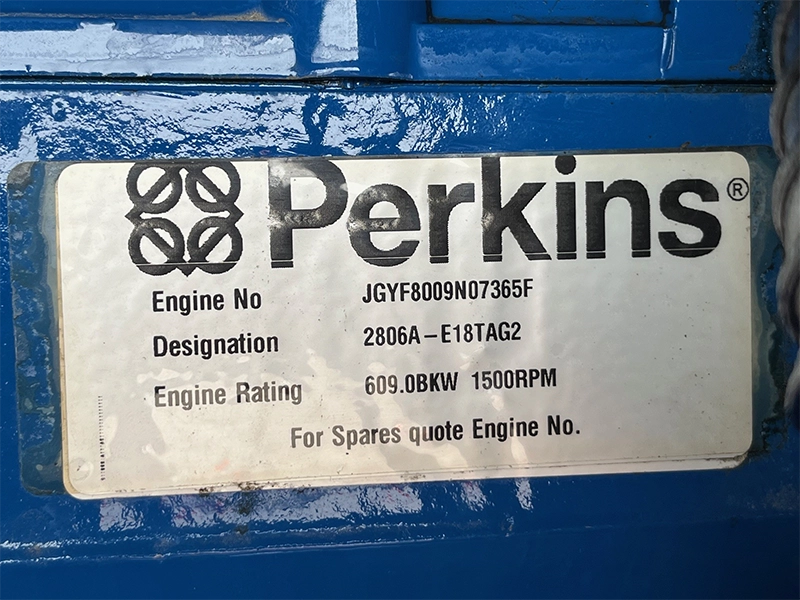 Perkins®
Engine No JGYF8009N07365F
Designation 2806A-E18TAG2
Engine Rating 609.0BKW 1500RPM
For Spares quote Engine No.